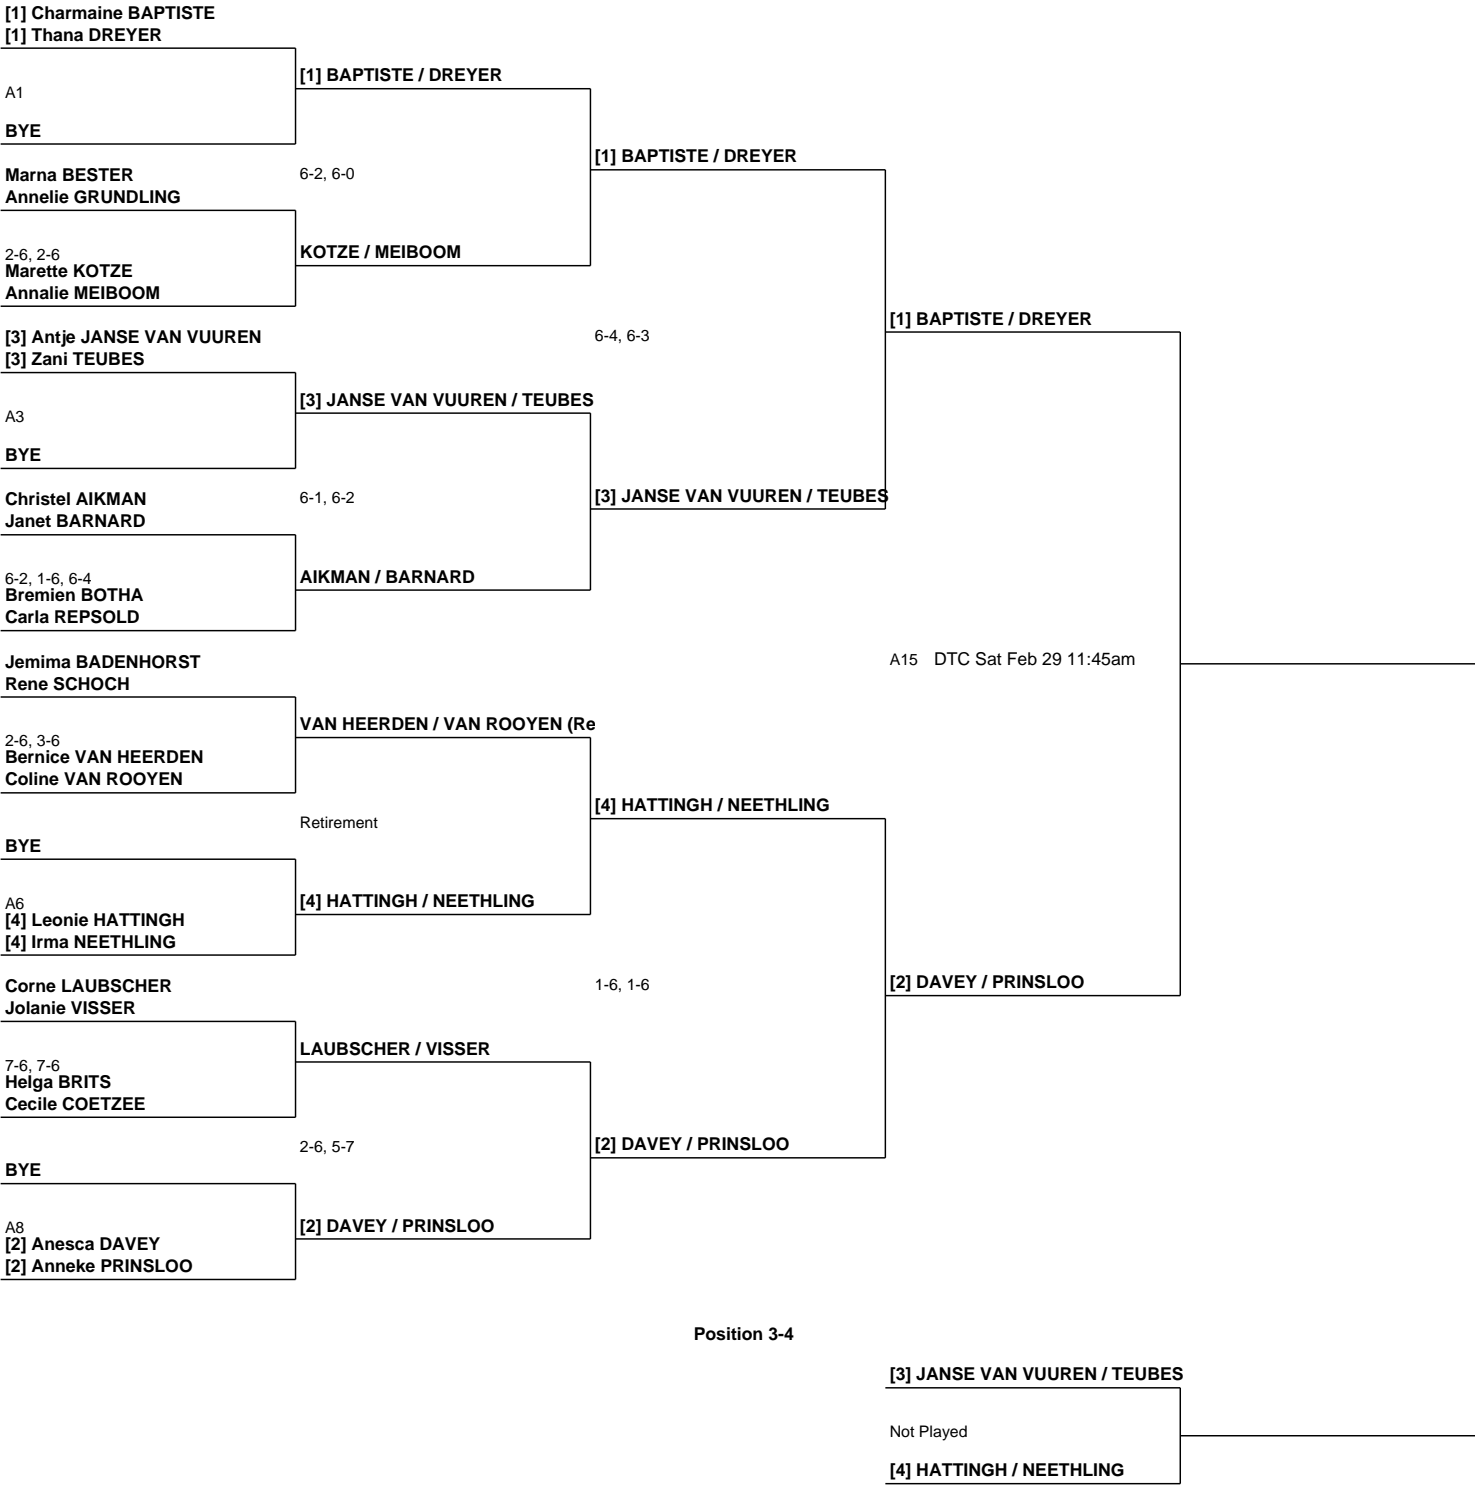 [1] Charmaine BAPTISTE
[1] Thana DREYER
[1] BAPTISTE / DREYER
A1
BYE
[1] BAPTISTE / DREYER
Marna BESTER
6-2, 6-0
Annelie GRUNDLING
2-6, 2-6
KOTZE / MEIBOOM
Marette KOTZE
Annalie MEIBOOM
[1] BAPTISTE / DREYER
[3] Antje JANSE VAN VUUREN
6-4, 6-3
[3] Zani TEUBES
[3] JANSE VAN VUUREN / TEUBES
A3
BYE
Christel AIKMAN
6-1, 6-2
[3] JANSE VAN VUUREN / TEUBES
Janet BARNARD
6-2, 1-6, 6-4
AIKMAN / BARNARD
Bremien BOTHA
Carla REPSOLD
Jemima BADENHORST
A15 DTC Sat Feb 29 11:45am
Rene SCHOCH
VAN HEERDEN / VAN ROOYEN (Re
2-6, 3-6
Bernice VAN HEERDEN
Coline VAN ROOYEN
[4] HATTINGH / NEETHLING
Retirement
BYE
A6
[4] HATTINGH / NEETHLING
[4] Leonie HATTINGH
[4] Irma NEETHLING
Corne LAUBSCHER
1-6, 1-6
[2] DAVEY / PRINSLOO
Jolanie VISSER
LAUBSCHER / VISSER
7-6, 7-6
Helga BRITS
Cecile COETZEE
2-6, 5-7
[2] DAVEY / PRINSLOO
BYE
A8
[2] DAVEY / PRINSLOO
[2] Anesca DAVEY
[2] Anneke PRINSLOO
Position 3-4
[3] JANSE VAN VUUREN / TEUBES
Not Played
[4] HATTINGH / NEETHLING